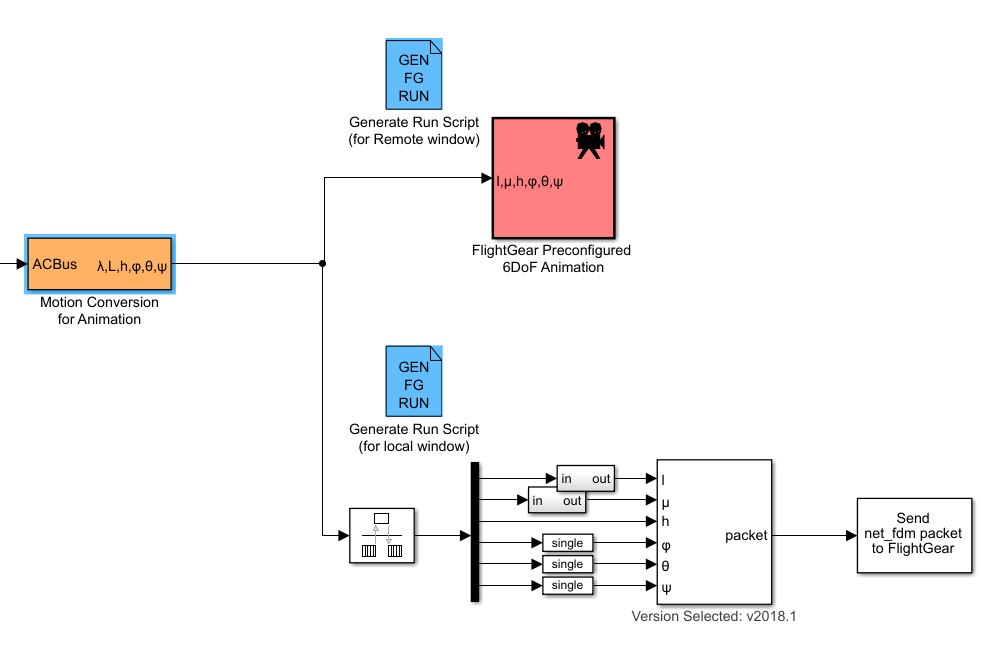 GEN
FG
RUN
Generate Run Script
(for Remote window)
l,μ,h,φ,θ,ψ
FlightGear Preconfigured
6DoF Animation
ACBus λ,L,h,φ,θ,ψ
Motion Conversion
for Animation
GEN
FG
RUN
Generate Run Script
(for local window)
in out
in out
single
single
single
l
μ
h
φ
θ
ψ
packet
Version Selected: v2018.1
Send
net_fdm packet
to FlightGear